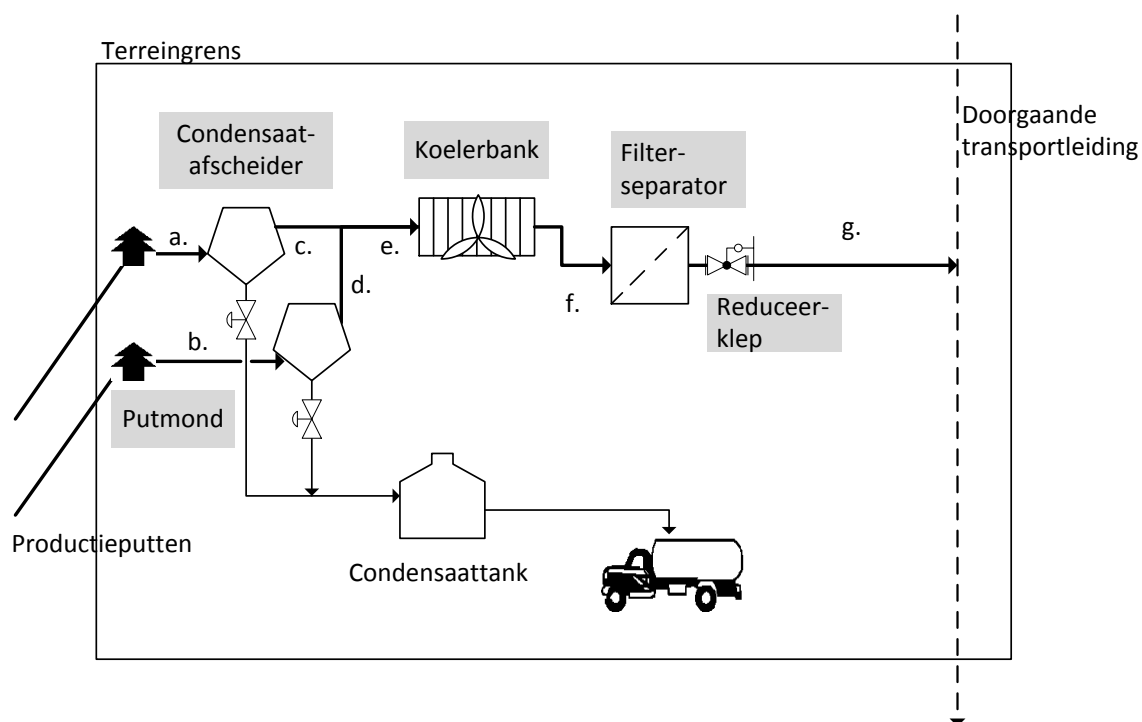 Terreingrens
Condensaat-
afscheider
Koelerbank
Filter-
separator
Doorgaande
transportleiding
a.
c.
e.
g.
d.
f.
Reduceer-
klep
b.
Putmond
Productieputten
Condensaattank